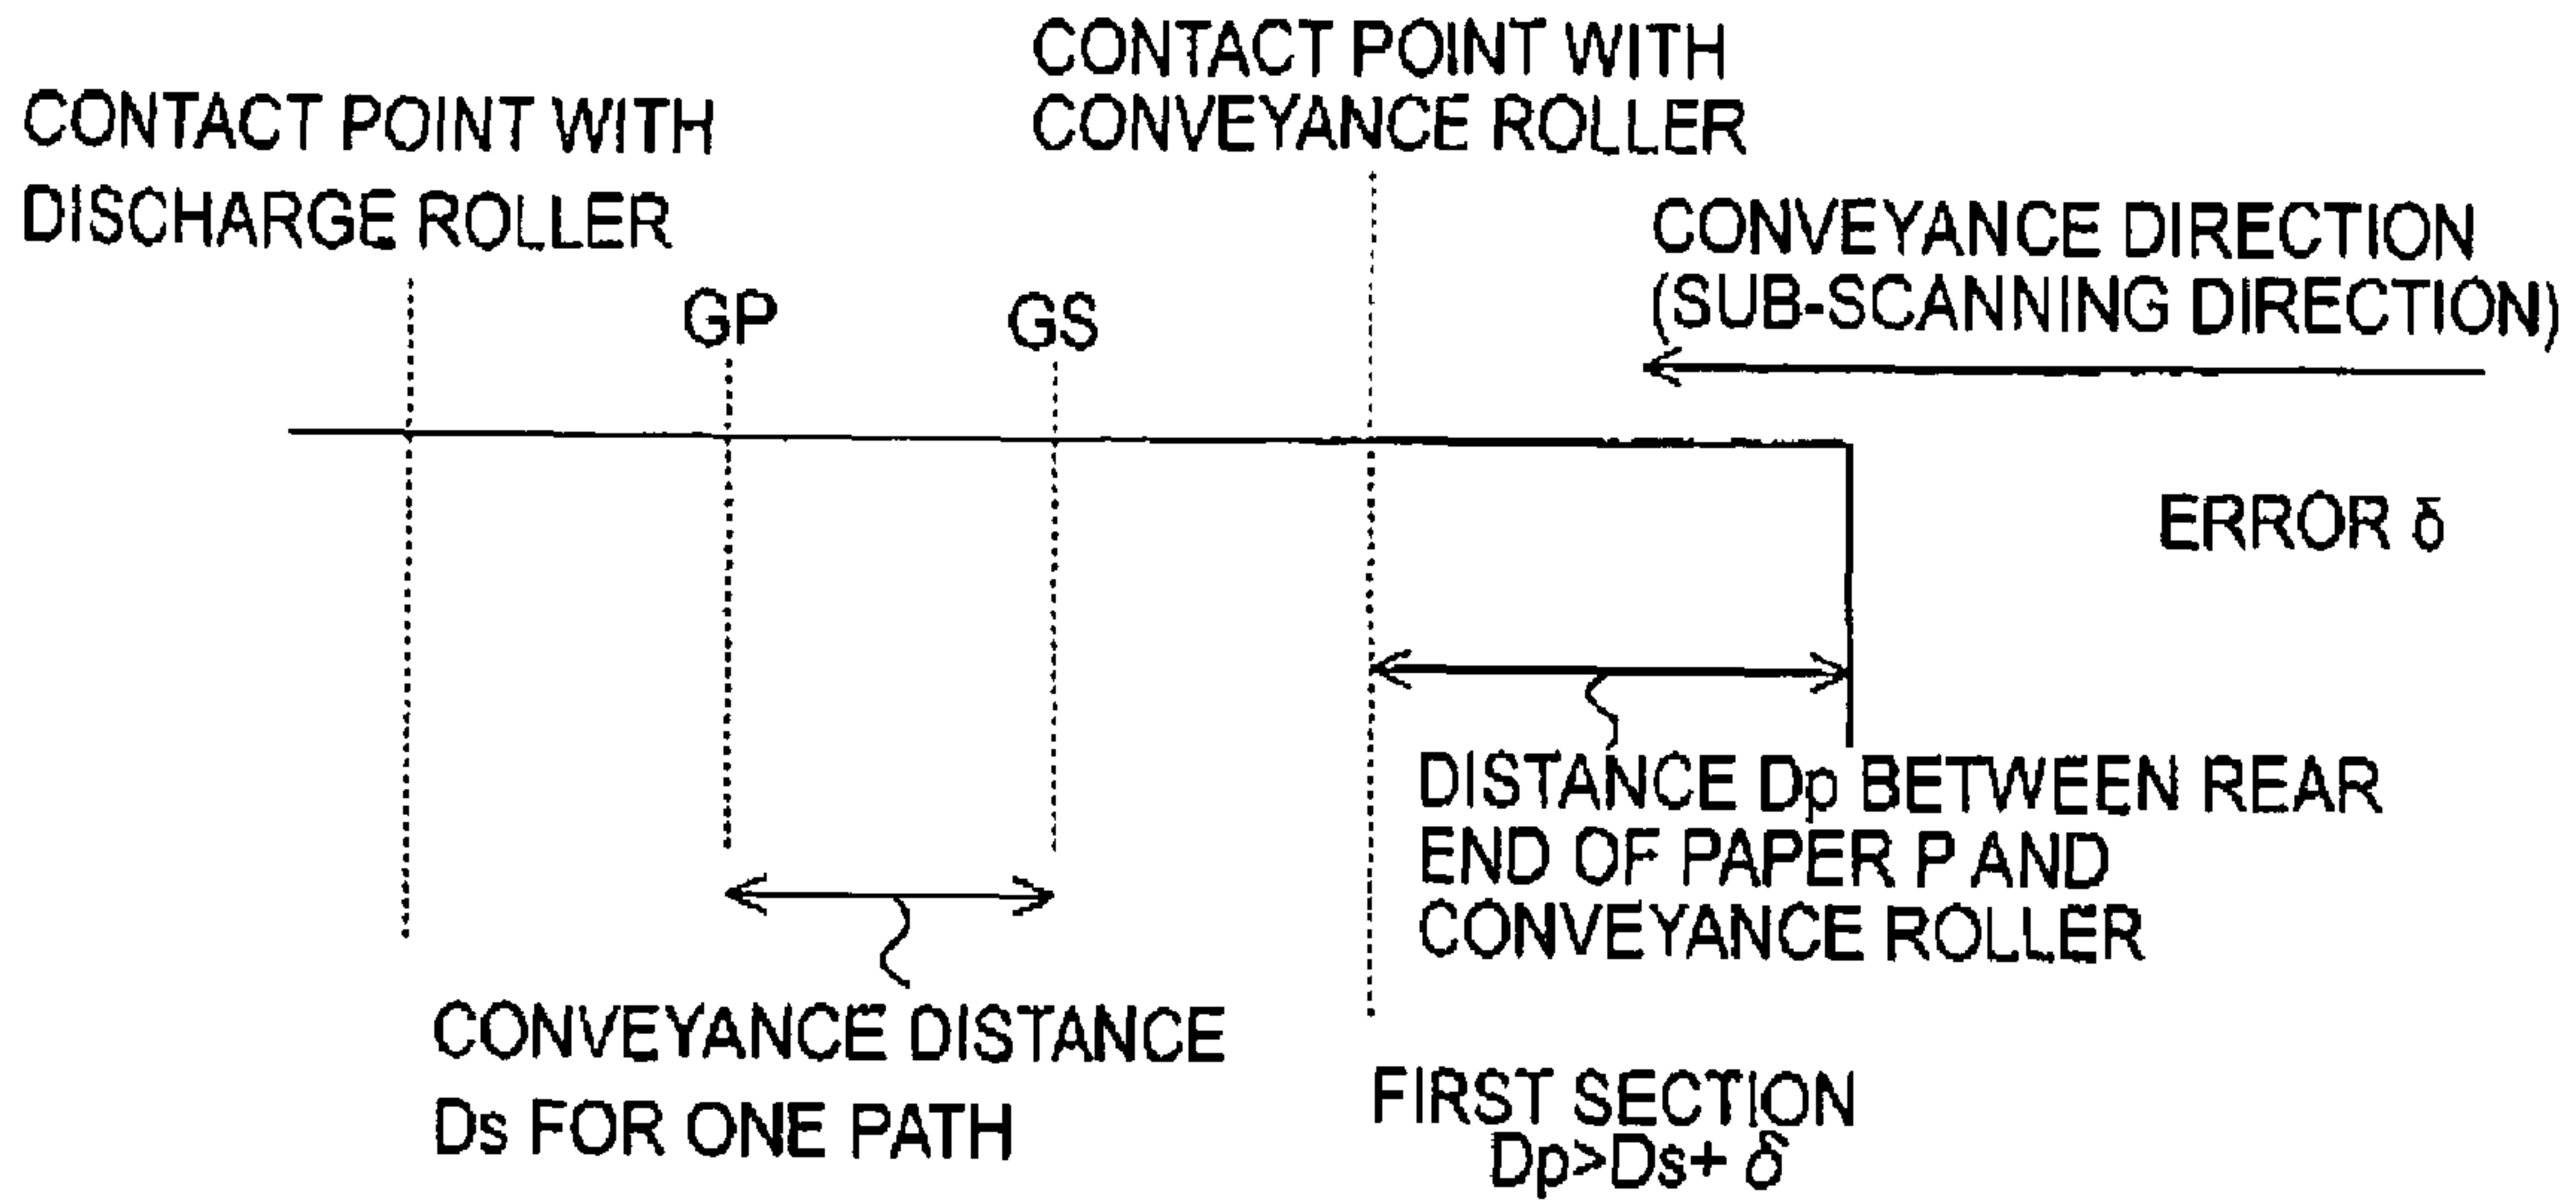 CONTACT POINT WITH
DISCHARGE ROLLER
CONTACT POINT WITH
CONVEYANCE ROLLER
CONVEYANCE DIRECTION
(SUB-SCANNING DIRECTION)
GP
GS
ERROR δ
DISTANCE Dp BETWEEN REAR
END OF PAPER P AND
CONVEYANCE ROLLER
CONVEYANCE DISTANCE
Ds FOR ONE PATH
FIRST SECTION
Dp>Ds+ δ